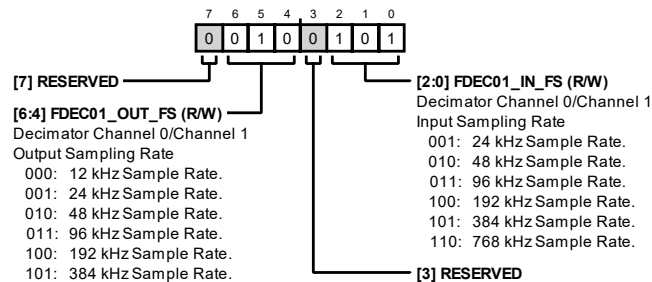 7 6 5 4 3 2 1 0
0 0 1 0 0 1 0 1
[7] RESERVED
[6:4] FDEC01_OUT_FS (R/W)
Decimator Channel 0/Channel 1
Output Sampling Rate
000: 12 kHz Sample Rate.
001: 24 kHz Sample Rate.
010: 48 kHz Sample Rate.
011: 96 kHz Sample Rate.
100: 192 kHz Sample Rate.
101: 384 kHz Sample Rate.
[2:0] FDEC01_IN_FS (R/W)
Decimator Channel 0/Channel 1
Input Sampling Rate
001: 24 kHz Sample Rate.
010: 48 kHz Sample Rate.
011: 96 kHz Sample Rate.
100: 192 kHz Sample Rate.
101: 384 kHz Sample Rate.
110: 768 kHz Sample Rate.
[3] RESERVED